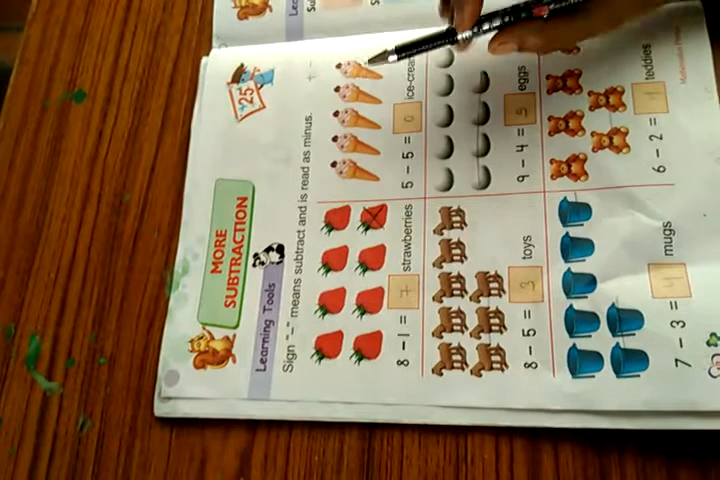 25
MORE
SUBTRACTION
Learning Tools
Sign "–" means subtract and is read as minus.
8 – 1 = 7 strawberries
5 – 5 = 0 ice-crea
8 – 5 = 3 toys
9 – 4 = 5 eggs
7 – 3 = 4 mugs
6 – 2 = 4 teddies